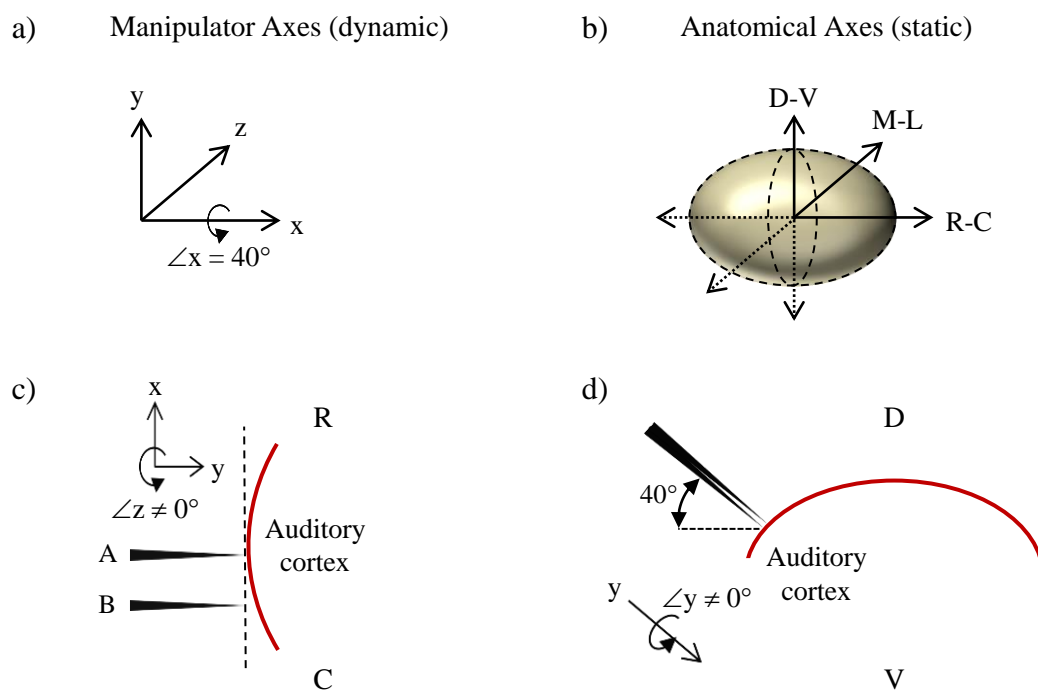 a) Manipulator Axes (dynamic)
y
z
x
∠x = 40°
b) Anatomical Axes (static)
D-V
M-L
R-C
c)
x
R
y
∠z ≠ 0°
A
Auditory
cortex
B
C
d)
D
40°
Auditory
cortex
y
∠y ≠ 0°
V